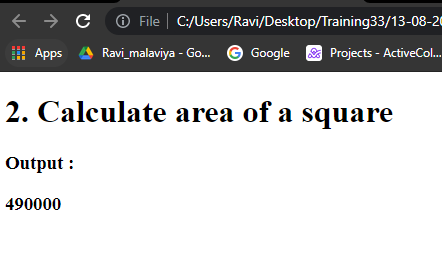 File | C:/Users/Ravi/Desktop/Training33/13-08-20
Apps Ravi_malaviya - Go... Google Projects - ActiveCol...
2. Calculate area of a square
Output :
490000